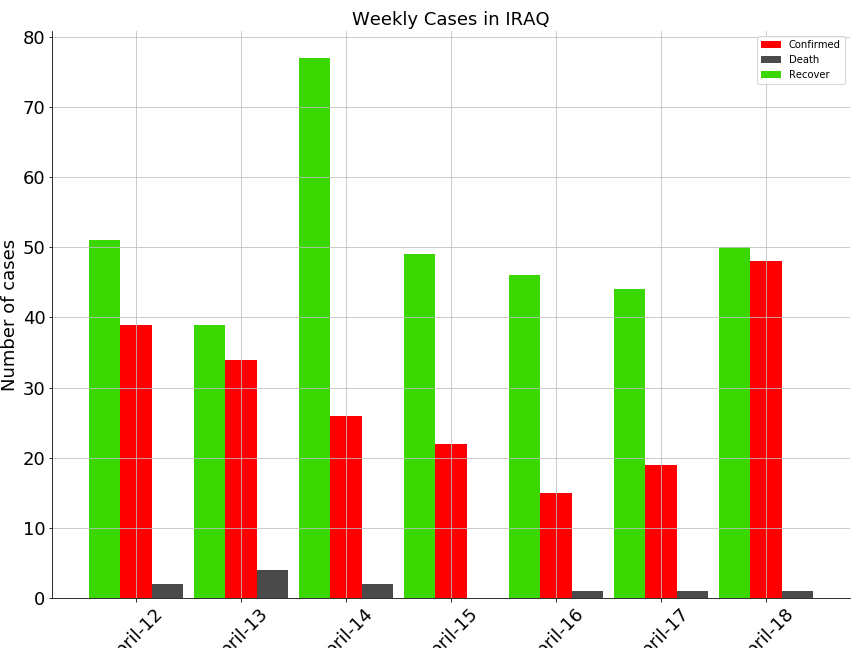 Weekly Cases in IRAQ
Confirmed
Death
Recover
Number of cases
80
70
60
50
40
30
20
10
0
pril-12
pril-13
pril-14
pril-15
pril-16
pril-17
pril-18